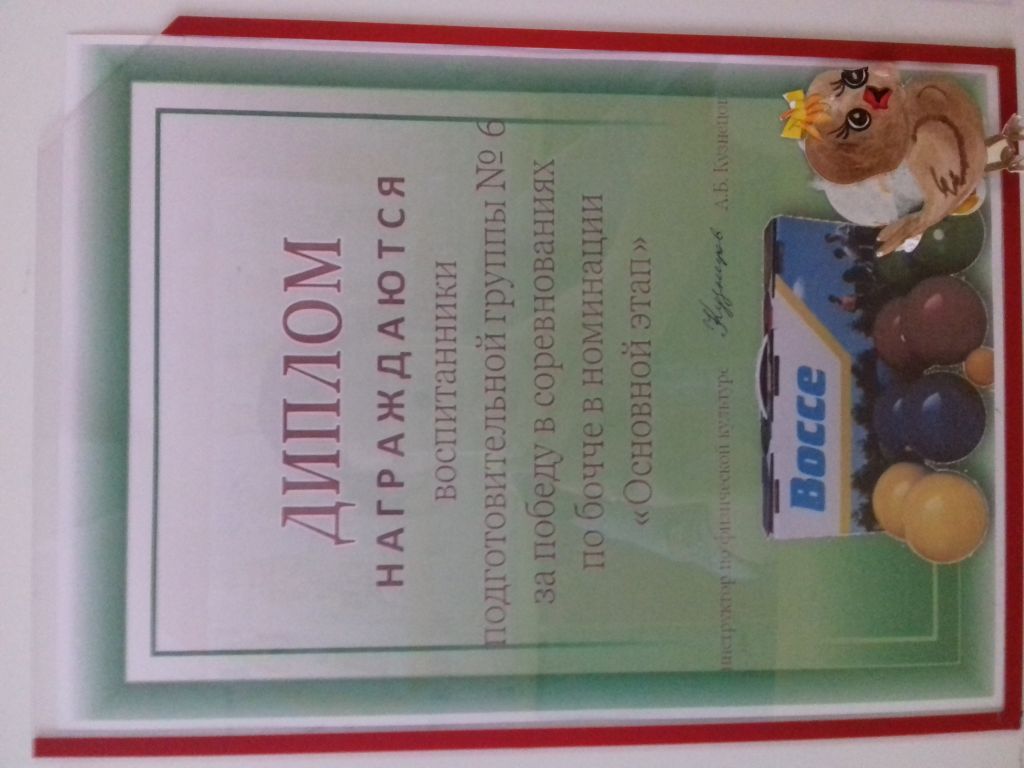 ДИПЛОМ
НАГРАЖДАЮТСЯ
воспитанники
подготовительной группы № 6
за победу в соревнованиях
по бочче в номинации
«Основной этап»
инструктор по физической культуре Кузнецов А.Б. Кузнецов
Bocce